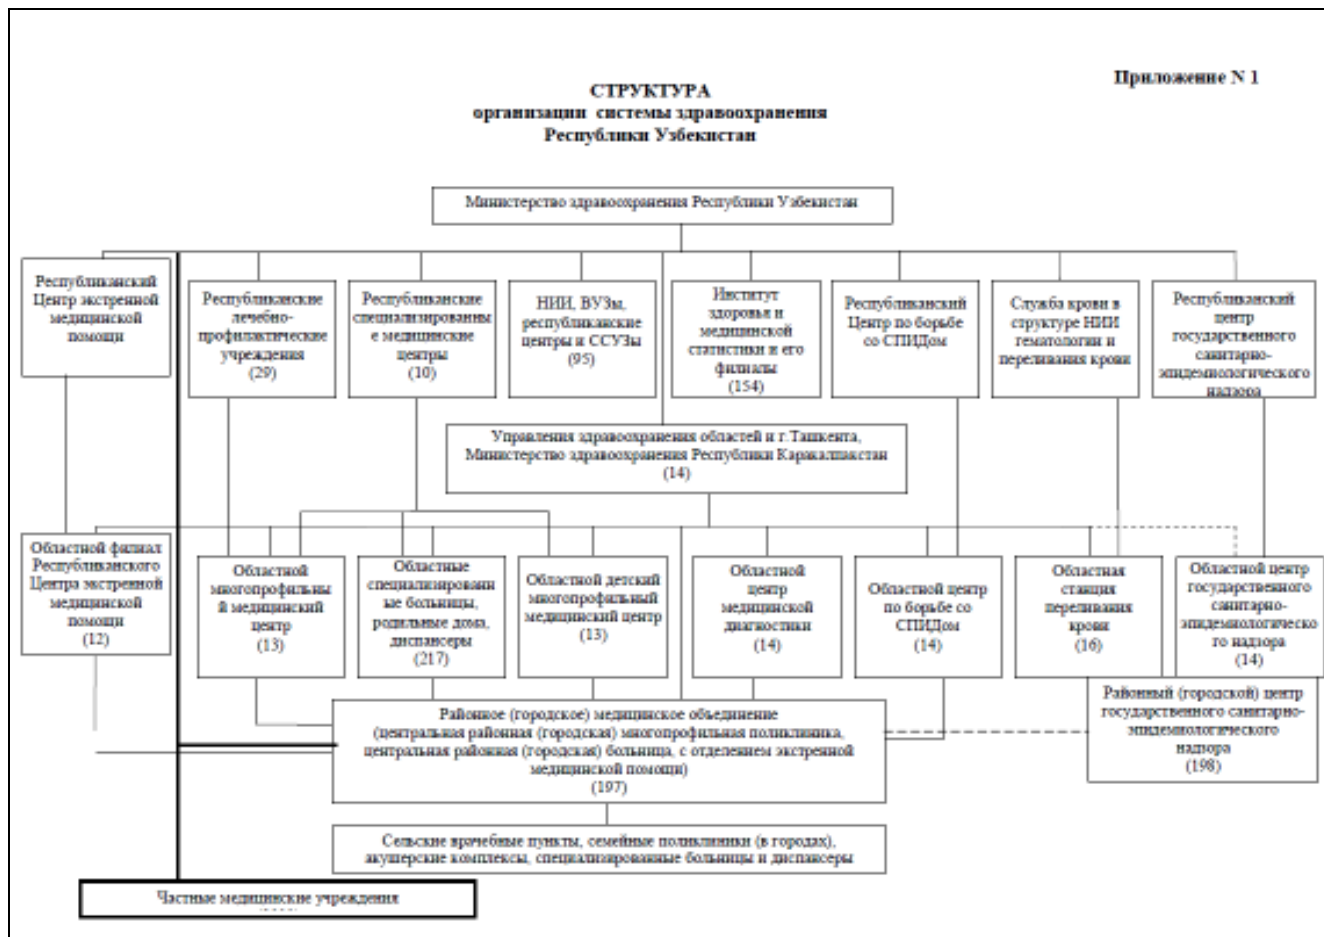 Приложение N 1
СТРУКТУРА
организации системы здравоохранения
Республики Узбекистан
Министерство здравоохранения Республики Узбекистан
Республиканский
Центр экстренной
медицинской
помощи
Республиканские
лечебно-
профилактические
учреждения
(29)
Республиканские
специализированны
е медицинские
центры
(10)
НИИ, ВУЗы,
республиканские
центры и ССУЗы
(95)
Институт
здоровья и
медицинской
статистики и его
филиалы
(154)
Республиканский
Центр по борьбе
со СПИДом
Служба крови в
структуре НИИ
гематологии и
переливания крови
Республиканский
центр
государственного
санитарно-
эпидемиологического
надзора
Управления здравоохранения областей и г.Ташкента,
Министерство здравоохранения Республики Каракалпакстан
(14)
Областной филиал
Республиканского
Центра экстренной
медицинской
помощи
(12)
Областной
многопрофильны
й медицинский
центр
(13)
Областные
специализированн
ые больницы,
родильные дома,
диспансеры
(217)
Областной детский
многопрофильный
медицинский центр
(13)
Областной
центр
медицинской
диагностики
(14)
Областной центр
по борьбе со
СПИДом
(14)
Областная
станция
переливания
крови
(16)
Областной центр
государственного
санитарно-
эпидемиологическо
го надзора
(14)
Районное (городское) медицинское объединение
(центральная районная (городская) многопрофильная поликлиника,
центральная районная (городская) больница, с отделением экстренной
медицинской помощи)
(197)
Районный (городской) центр
государственного санитарно-
эпидемиологического
надзора
(198)
Сельские врачебные пункты, семейные поликлиники (в городах),
акушерские комплексы, специализированные больницы и диспансеры
Частные медицинские учреждения